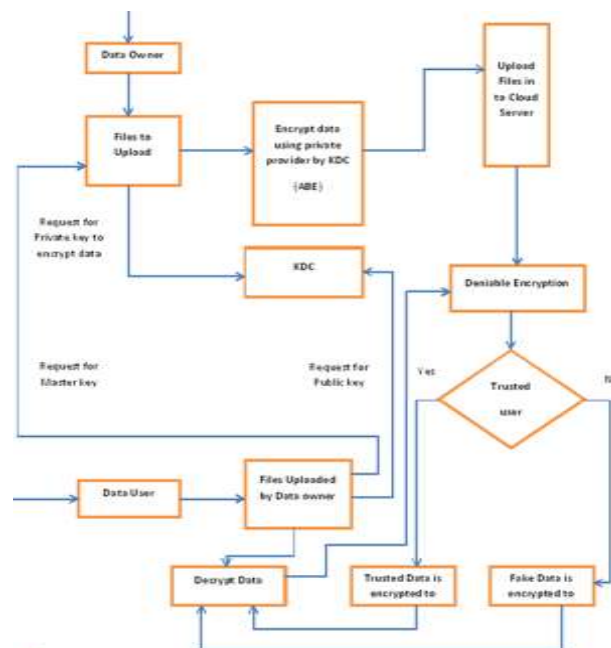 Data Owner
Files to
Upload
Encrypt data
using private
provider by KDC
(ABE)
Upload
Files in
to Cloud
Server
Request for
Private key to
encrypt data
KDC
Deniable Encryption
Request for
Master key
Request for
Public key
Yes
Trusted
user
N
Data User
Files Uploaded
by Data owner
Decrypt Data
Trusted Data is
encrypted to
Fake Data is
encrypted to